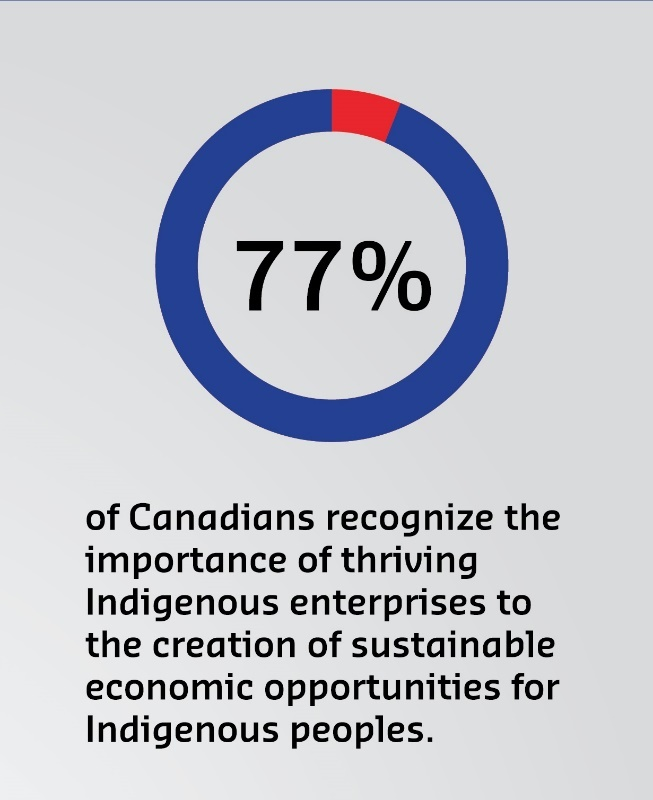 77%
of Canadians recognize the
importance of thriving
Indigenous enterprises to
the creation of sustainable
economic opportunities for
Indigenous peoples.